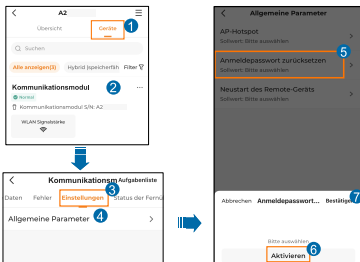 A2
Übersicht
Geräte
1
Suchen
Alle anzeigen(3)
Hybrid (speicherfäh
Filter
Kommunikationsmodul
2
...
Normal
Kommunikationsmodul S/N: A2
WLAN Signalstärke
Kommunikationsm
Aufgabenliste
Daten
Fehler
Einstellungen
3
Status der Fernü
Allgemeine Parameter
4
Allgemeine Parameter
AP-Hotspot
Sollwert: Bitte auswählen
5
Anmeldepasswort zurücksetzen
Sollwert: Bitte auswählen
Neustart des Remote-Geräts
Sollwert: Bitte auswählen
7
Abbrechen
Anmeldepasswort...
Bestätige
Bitte auswählen
6
Aktivieren